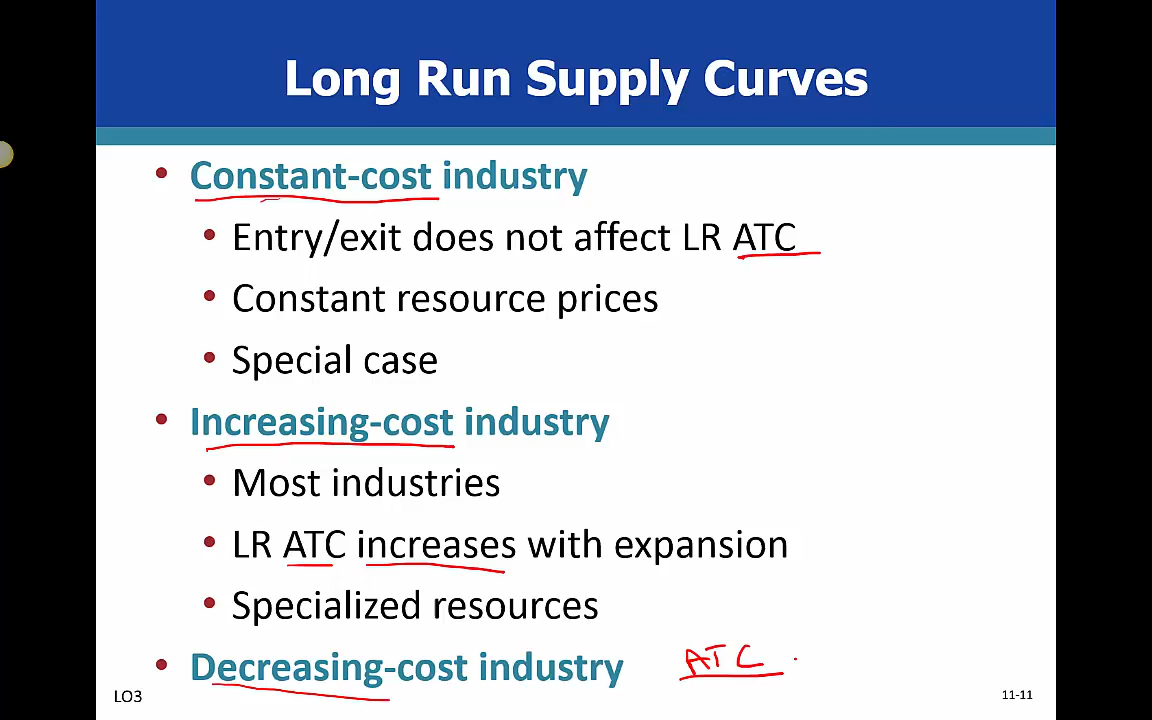 Long Run Supply Curves
• Constant-cost industry
• Entry/exit does not affect LR ATC
• Constant resource prices
• Special case
• Increasing-cost industry
• Most industries
• LR ATC increases with expansion
• Specialized resources
• Decreasing-cost industry ATC
LO3 11-11